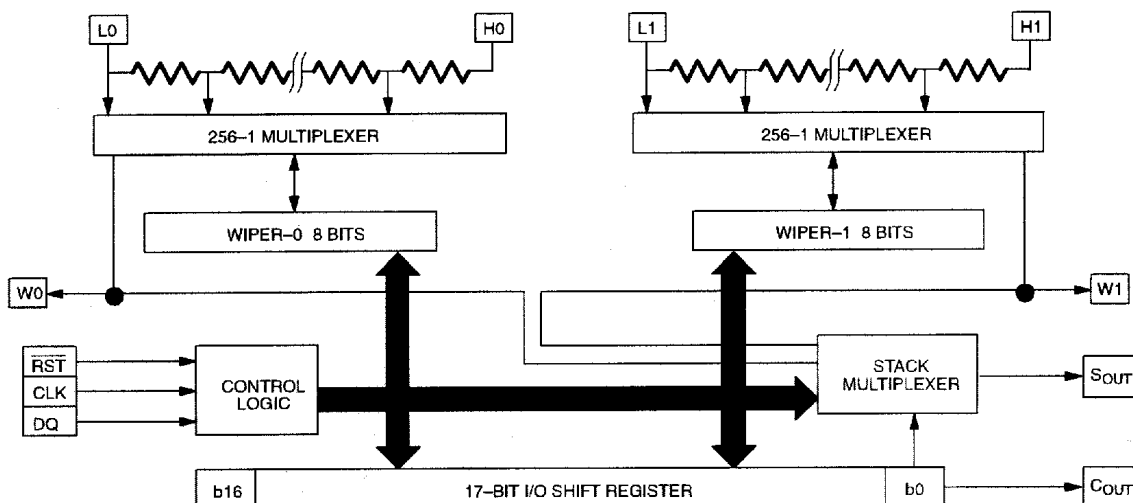 L0
H0
L1
H1
256–1 MULTIPLEXER
256–1 MULTIPLEXER
WIPER–0 8 BITS
WIPER–1 8 BITS
W0
W1
RST
CLK
DQ
CONTROL
LOGIC
STACK
MULTIPLEXER
SOUT
b16
17–BIT I/O SHIFT REGISTER
b0
COUT